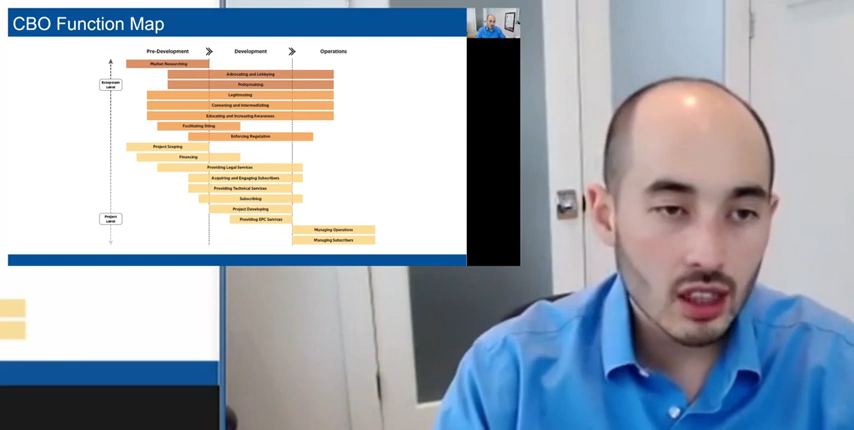 CBO Function Map
Pre-Development
Development
Operations
Market Researching
Ecosystem
Level
Advocating and Lobbying
Policymaking
Legitimating
Convening and Intermediating
Educating and Increasing Awareness
Facilitating Siting
Enforcing Regulation
Project Scoping
Financing
Providing Legal Services
Acquiring and Engaging Subscribers
Providing Technical Services
Subscribing
Project Developing
Project
Level
Providing EPC Services
Managing Operations
Managing Subscribers